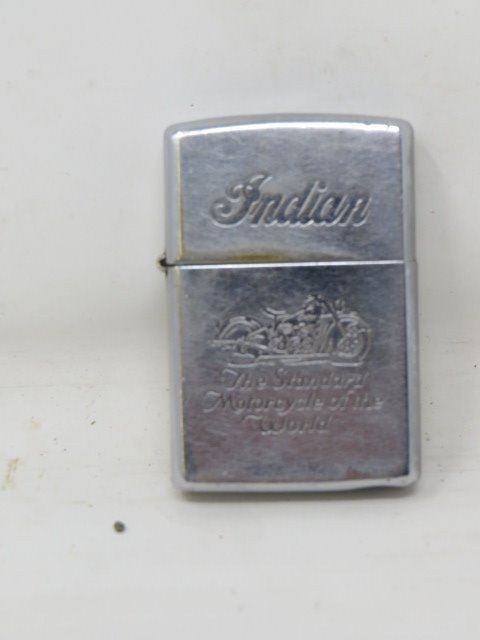 Indian
The Standard
Motorcycle of the
World